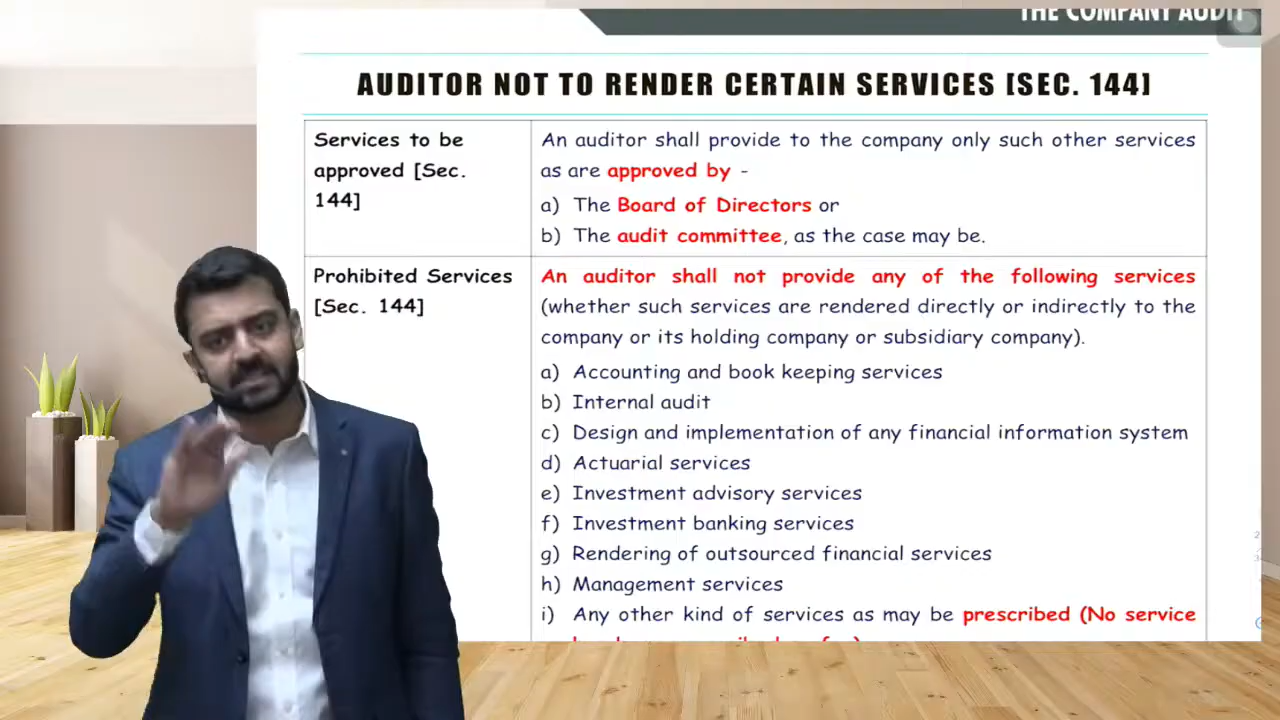 THE COMPANY AUDIT
AUDITOR NOT TO RENDER CERTAIN SERVICES [SEC. 144]
Services to be
approved [Sec.
144]
An auditor shall provide to the company only such other services
as are approved by -
a) The Board of Directors or
b) The audit committee, as the case may be.
Prohibited Services
[Sec. 144]
An auditor shall not provide any of the following services
(whether such services are rendered directly or indirectly to the
company or its holding company or subsidiary company).
a) Accounting and book keeping services
b) Internal audit
c) Design and implementation of any financial information system
d) Actuarial services
e) Investment advisory services
f) Investment banking services
g) Rendering of outsourced financial services
h) Management services
i) Any other kind of services as may be prescribed (No service